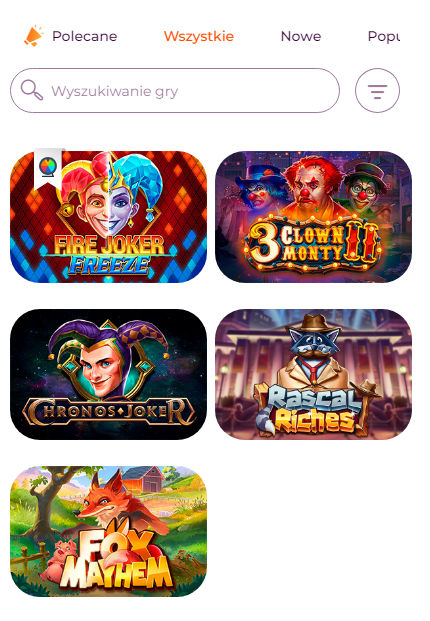 Polecane Wszystkie Nowe Popu
Wyszukiwanie gry
FIRE JOKER
FREEZE
3 CLOWN MONTY II
CHRONOS JOKER
RASCAL
RICHES
FOX
MAYHEM